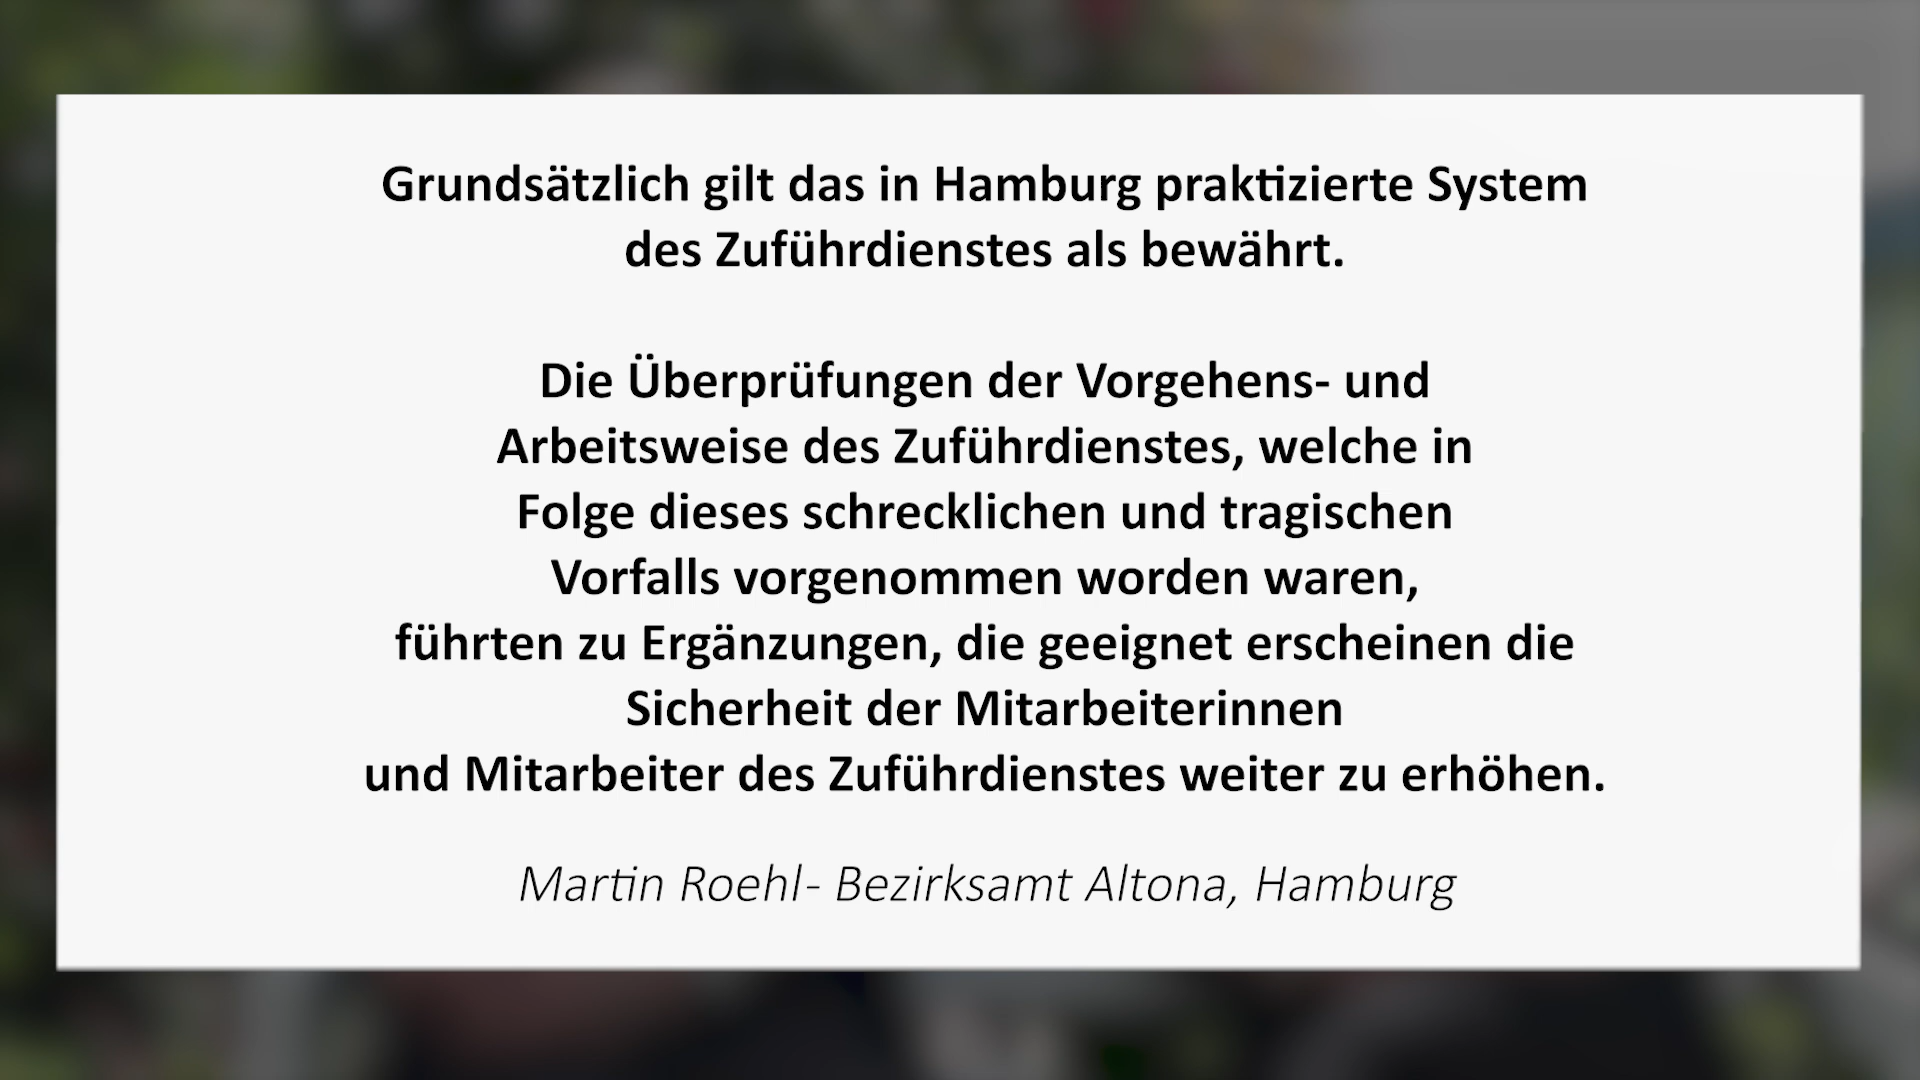 Grundsätzlich gilt das in Hamburg praktizierte System
des Zuführdienstes als bewährt.
Die Überprüfungen der Vorgehens- und
Arbeitsweise des Zuführdienstes, welche in
Folge dieses schrecklichen und tragischen
Vorfalls vorgenommen worden waren,
führten zu Ergänzungen, die geeignet erscheinen die
Sicherheit der Mitarbeiterinnen
und Mitarbeiter des Zuführdienstes weiter zu erhöhen.
Martin Roehl- Bezirksamt Altona, Hamburg